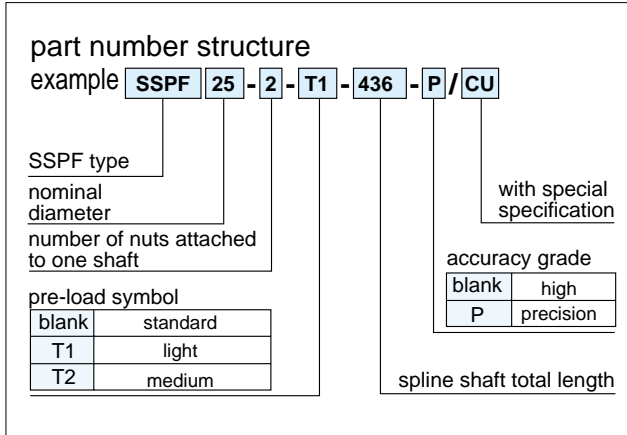 part number structure
example SSPF 25 - 2 - T1 - 436 - P / CU
SSPF type
nominal
diameter
number of nuts attached
to one shaft
pre-load symbol
blank standard
T1 light
T2 medium
with special
specification
accuracy grade
blank high
P precision
spline shaft total length